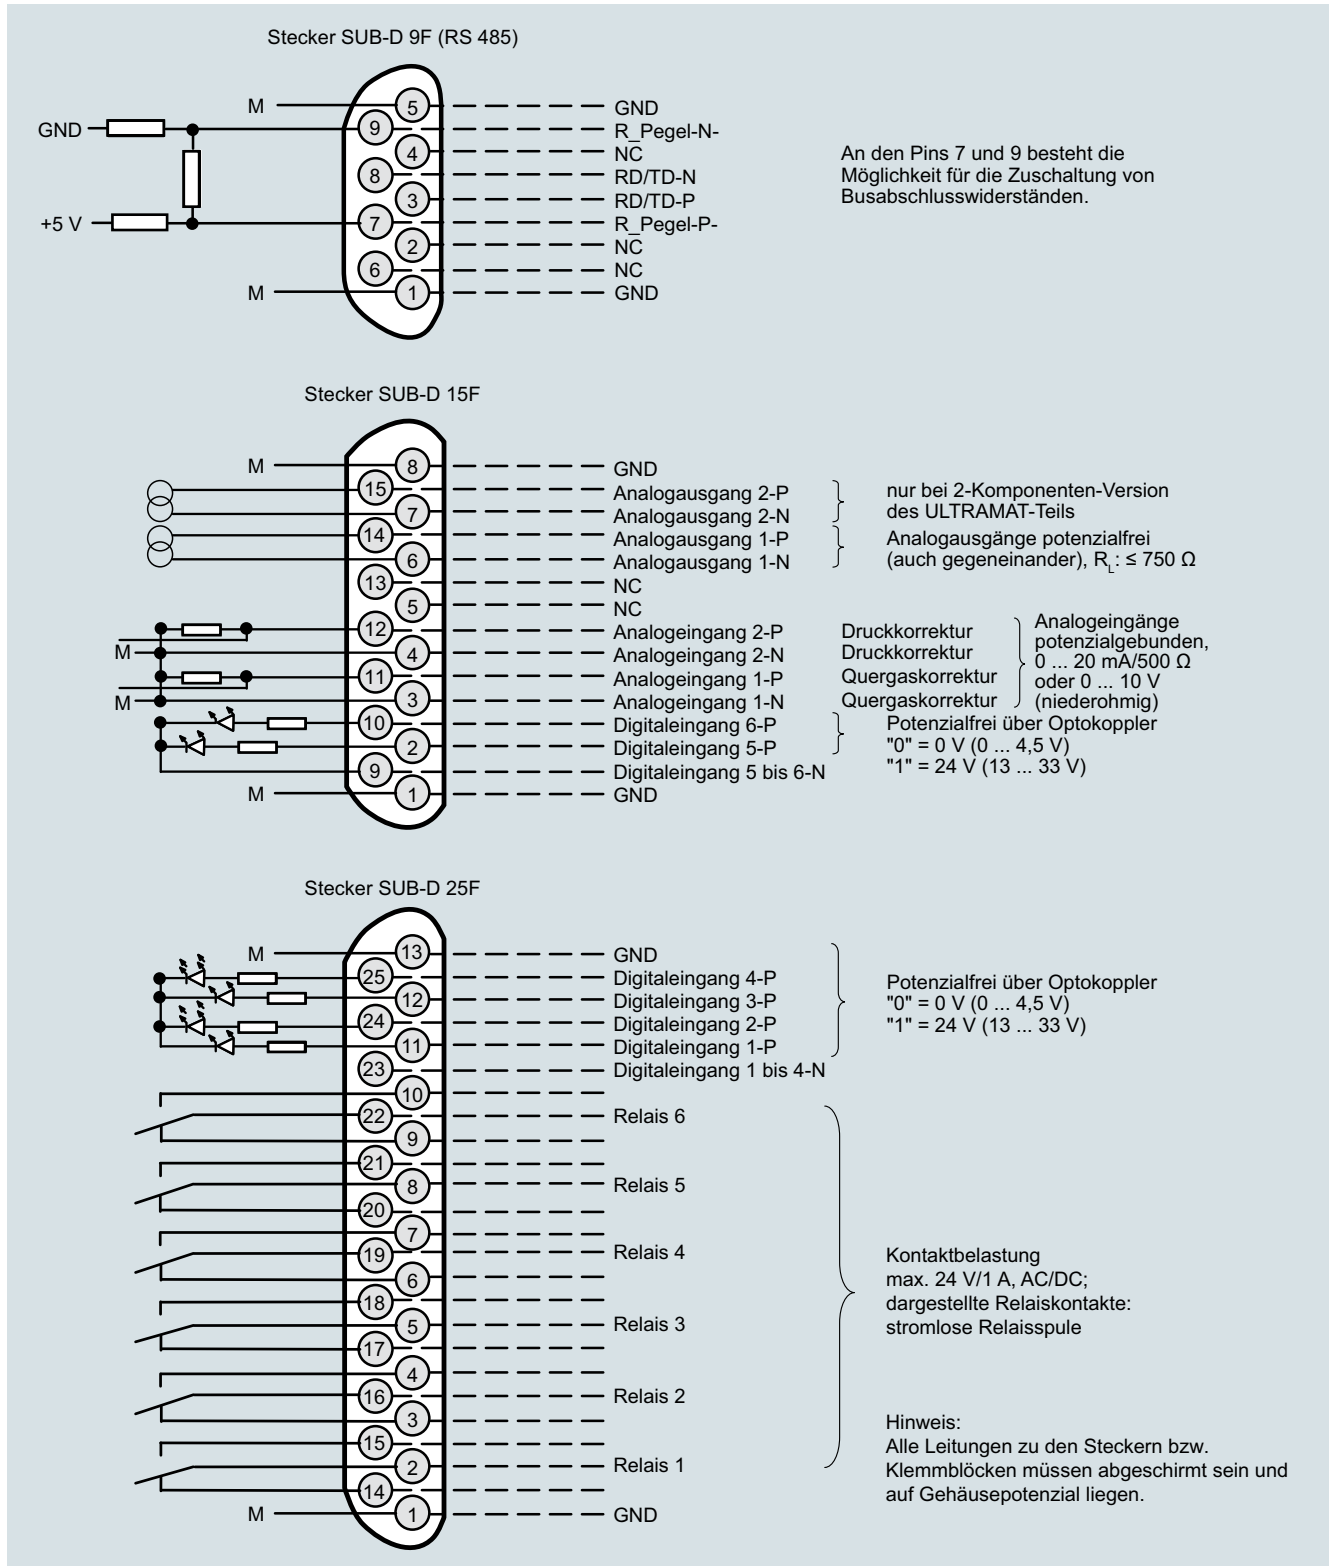 Stecker SUB-D 9F (RS 485)
M 5 GND
GND 9 R_Pegel-N-
4 NC
8 RD/TD-N
3 RD/TD-P
+5 V 7 R_Pegel-P-
2 NC
6 NC
M 1 GND
An den Pins 7 und 9 besteht die
Möglichkeit für die Zuschaltung von
Busabschlusswiderständen.
Stecker SUB-D 15F
M 8 GND
15 Analogausgang 2-P
7 Analogausgang 2-N
14 Analogausgang 1-P
6 Analogausgang 1-N
13 NC
5 NC
12 Analogeingang 2-P Druckkorrektur
M 4 Analogeingang 2-N Druckkorrektur
11 Analogeingang 1-P Quergaskorrektur
M 3 Analogeingang 1-N Quergaskorrektur
10 Digitaleingang 6-P
2 Digitaleingang 5-P
9 Digitaleingang 5 bis 6-N
M 1 GND
nur bei 2-Komponenten-Version
des ULTRAMAT-Teils
Analogausgänge potenzialfrei
(auch gegeneinander), R_L: ≤ 750 Ω
Analogeingänge
potenzialgebunden,
0 ... 20 mA/500 Ω
oder 0 ... 10 V
(niederohmig)
Potenzialfrei über Optokoppler
"0" = 0 V (0 ... 4,5 V)
"1" = 24 V (13 ... 33 V)
Stecker SUB-D 25F
M 13 GND
25 Digitaleingang 4-P
12 Digitaleingang 3-P
24 Digitaleingang 2-P
11 Digitaleingang 1-P
23 Digitaleingang 1 bis 4-N
10
22 Relais 6
9
21
8 Relais 5
20
7
19 Relais 4
6
18
5 Relais 3
17
4
16 Relais 2
3
15
2 Relais 1
14
M 1 GND
Potenzialfrei über Optokoppler
"0" = 0 V (0 ... 4,5 V)
"1" = 24 V (13 ... 33 V)
Kontaktbelastung
max. 24 V/1 A, AC/DC;
dargestellte Relaiskontakte:
stromlose Relaisspule
Hinweis:
Alle Leitungen zu den Steckern bzw.
Klemmblöcken müssen abgeschirmt sein und
auf Gehäusepotenzial liegen.